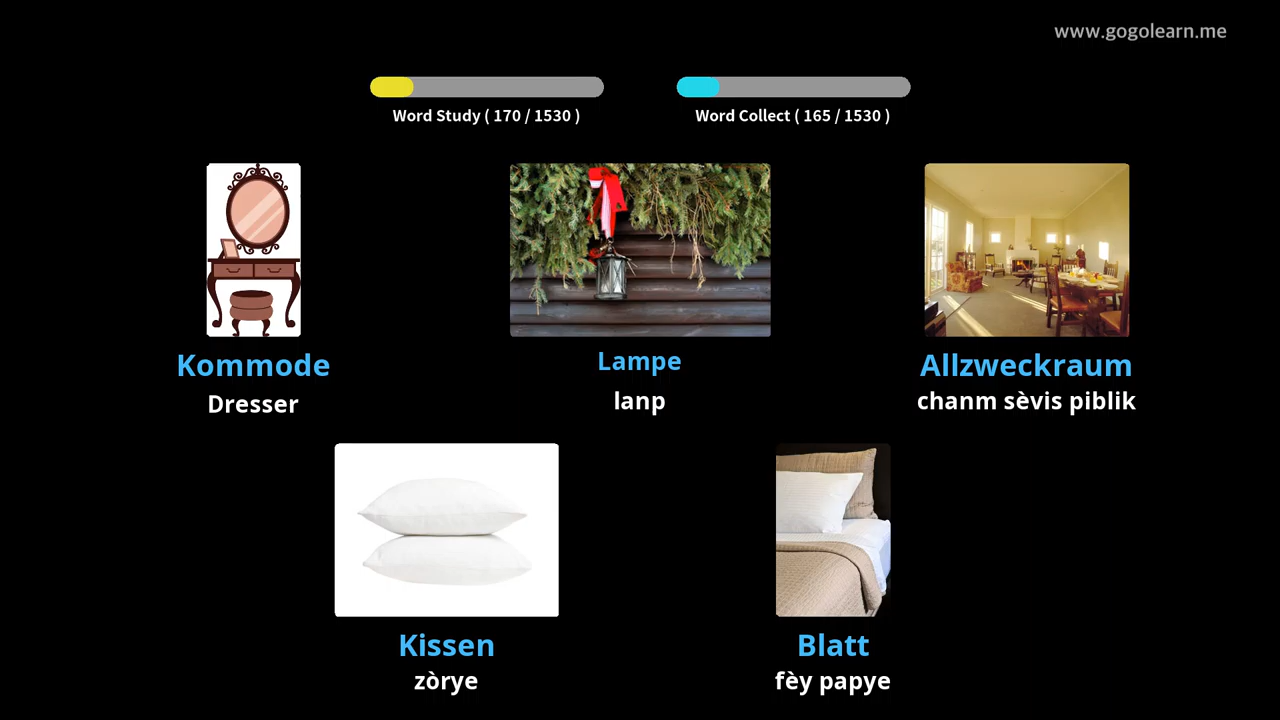 www.gogolearn.me
Word Study ( 170 / 1530 )
Word Collect ( 165 / 1530 )
Kommode
Dresser
Lampe
lanp
Allzweckraum
chanm sèvis piblik
Kissen
zòrye
Blatt
fèy papye